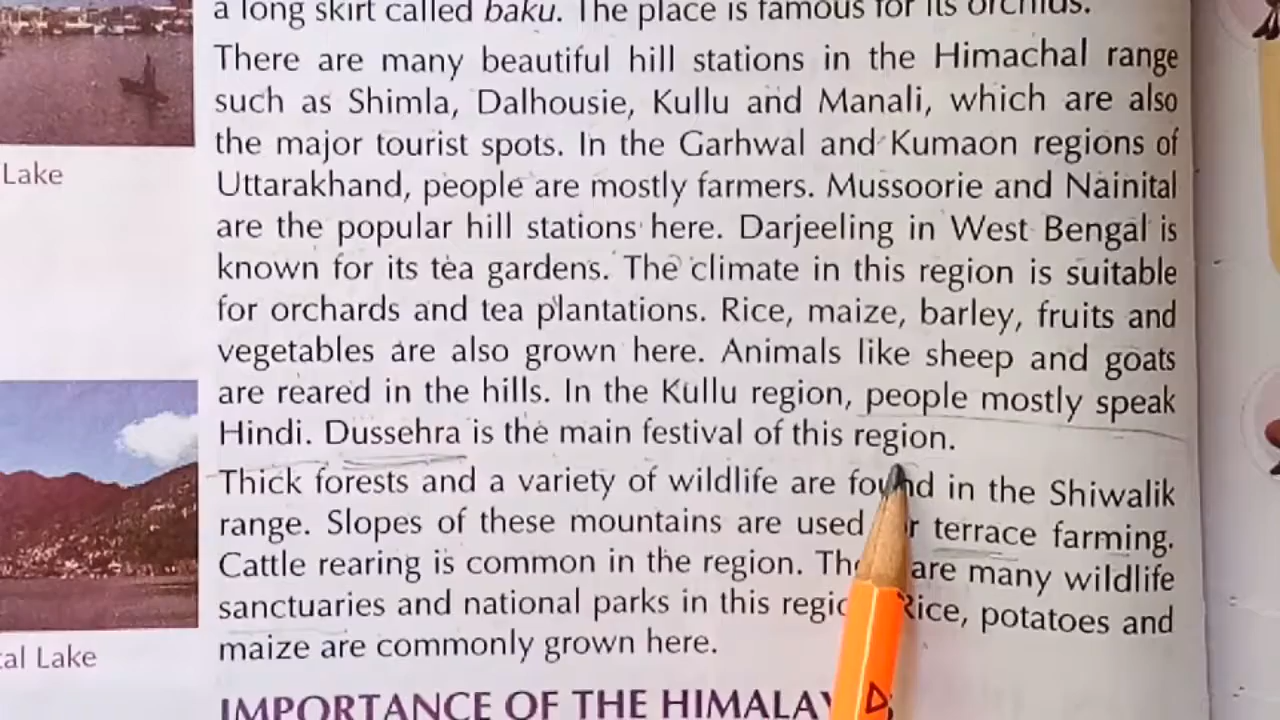 a long skirt called baku. The place is famous for its orchids.
There are many beautiful hill stations in the Himachal range
such as Shimla, Dalhousie, Kullu and Manali, which are also
the major tourist spots. In the Garhwal and Kumaon regions of
Lake
Uttarakhand, people are mostly farmers. Mussoorie and Nainital
are the popular hill stations here. Darjeeling in West Bengal is
known for its tea gardens. The climate in this region is suitable
for orchards and tea plantations. Rice, maize, barley, fruits and
vegetables are also grown here. Animals like sheep and goats
are reared in the hills. In the Kullu region, people mostly speak
Hindi. Dussehra is the main festival of this region.
Thick forests and a variety of wildlife are found in the Shiwalik
range. Slopes of these mountains are used terrace farming.
Cattle rearing is common in the region. are many wildlife
sanctuaries and national parks in this Rice, potatoes and
maize are commonly grown here.
Lake
IMPORTANCE OF THE